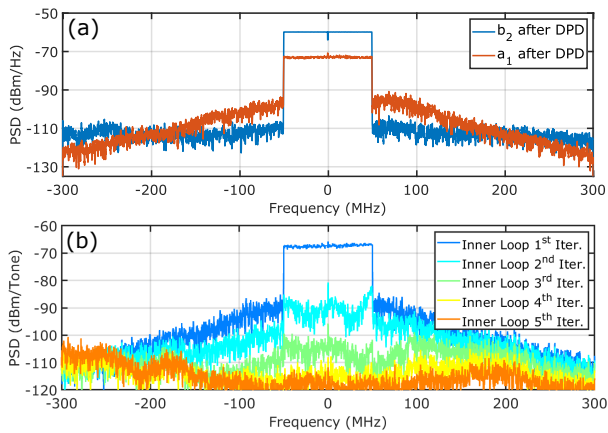 (a)
b₂ after DPD
a₁ after DPD
PSD (dBm/Hz)
-50
-70
-90
-110
-130
-300
-200
-100
0
100
200
300
Frequency (MHz)
(b)
Inner Loop 1ˢᵗ Iter.
Inner Loop 2ⁿᵈ Iter.
Inner Loop 3ʳᵈ Iter.
Inner Loop 4ᵗʰ Iter.
Inner Loop 5ᵗʰ Iter.
PSD (dBm/Tone)
-60
-70
-80
-90
-100
-110
-120
-300
-200
-100
0
100
200
300
Frequency (MHz)